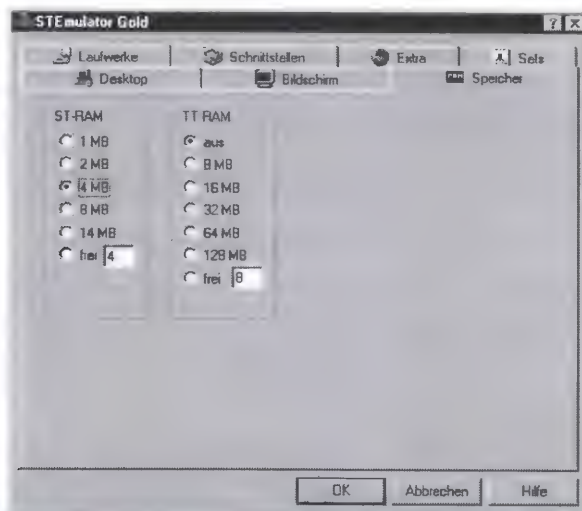 STEmulator Gold
Laufwerke Schnittstellen Extra Sets
Desktop Bildschirm Speicher
ST-RAM
1 MB
2 MB
4 MB
8 MB
14 MB
frei 4
TT-RAM
aus
8 MB
16 MB
32 MB
64 MB
128 MB
frei 8
OK Abbrechen Hilfe